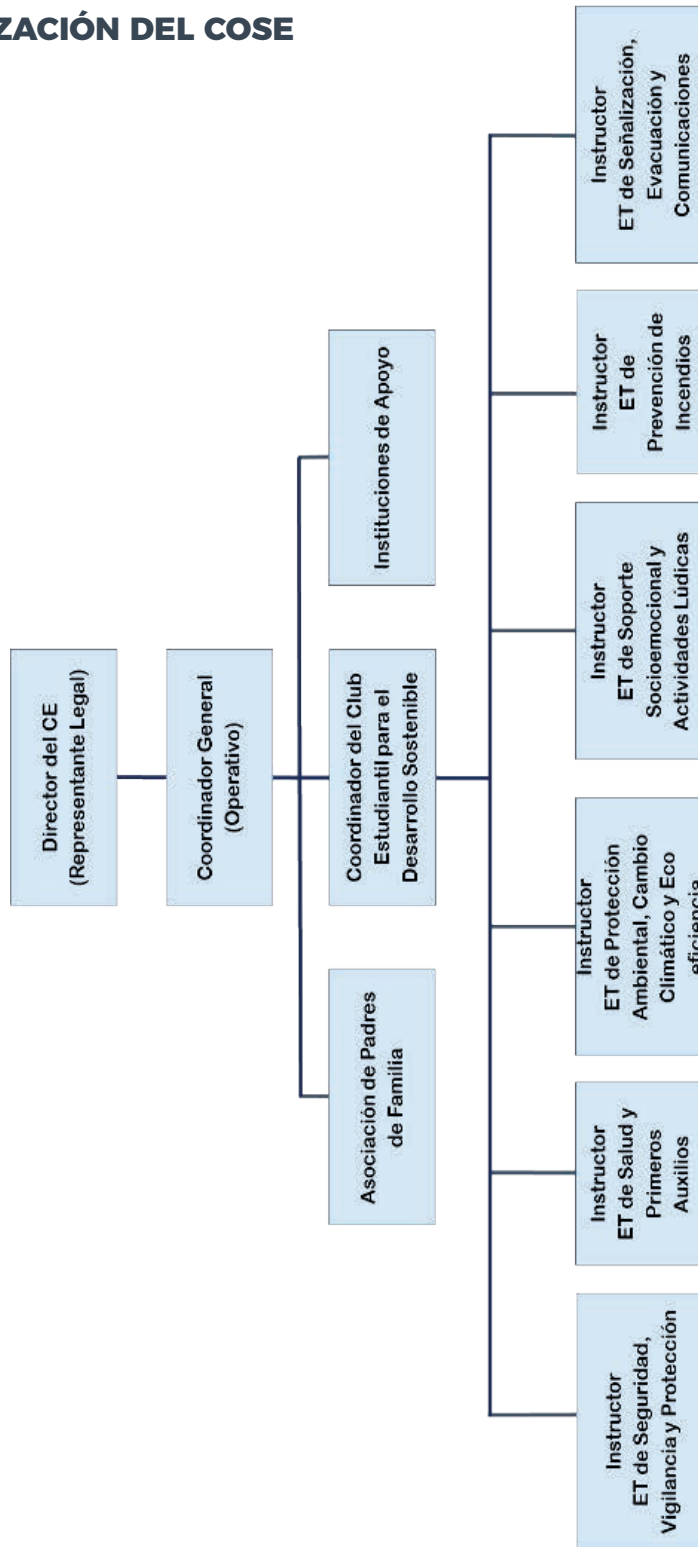 ZACIÓN DEL COSE
Director del CE
(Representante Legal)
Coordinador General
(Operativo)
Asociación de Padres
de Familia
Coordinador del Club
Estudiantil para el
Desarrollo Sostenible
Instituciones de Apoyo
Instructor
ET de Seguridad,
Vigilancia y Protección
Instructor
ET de Salud y
Primeros
Auxilios
Instructor
ET de Protección
Ambiental, Cambio
Climático y Eco
eficiencia
Instructor
ET de Soporte
Socioemocional y
Actividades Lúdicas
Instructor
ET de
Prevención de
Incendios
Instructor
ET de Señalización,
Evacuación y
Comunicaciones